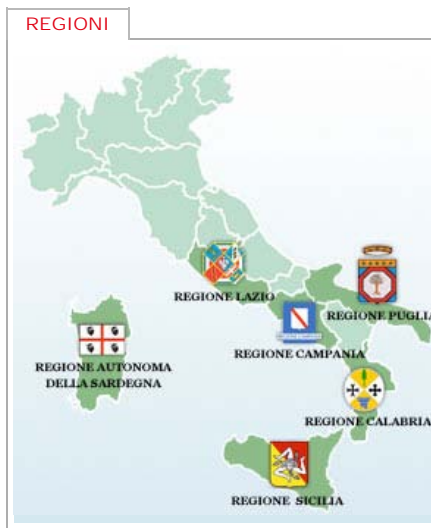 REGIONI
REGIONE LAZIO
REGIONE PUGLIA
REGIONE CAMPANIA
REGIONE AUTONOMA
DELLA SARDEGNA
REGIONE CALABRIA
REGIONE SICILIA